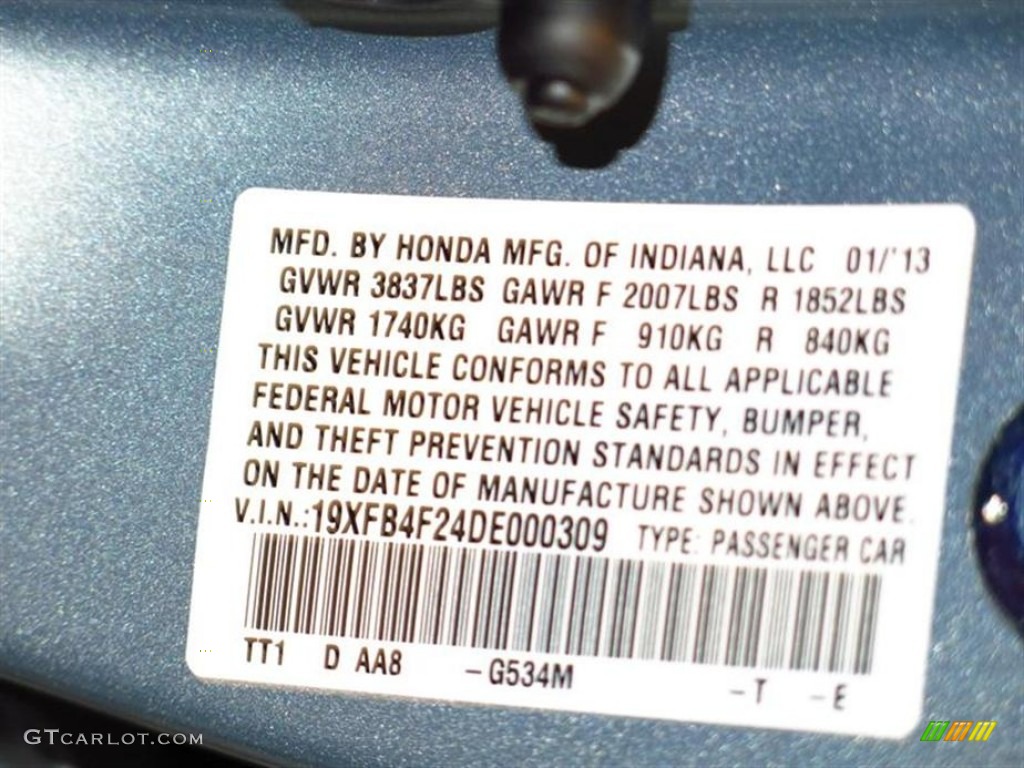 MFD. BY HONDA MFG. OF INDIANA, LLC 01/'13
GVWR 3837LBS GAWR F 2007LBS R 1852LBS
GVWR 1740KG GAWR F 910KG R 840KG
THIS VEHICLE CONFORMS TO ALL APPLICABLE
FEDERAL MOTOR VEHICLE SAFETY, BUMPER,
AND THEFT PREVENTION STANDARDS IN EFFECT
ON THE DATE OF MANUFACTURE SHOWN ABOVE.
V.I.N.:19XFB4F24DE000309 TYPE: PASSENGER CAR
TT1 D AA8 -G534M -T -E
GTCARLOT.COM